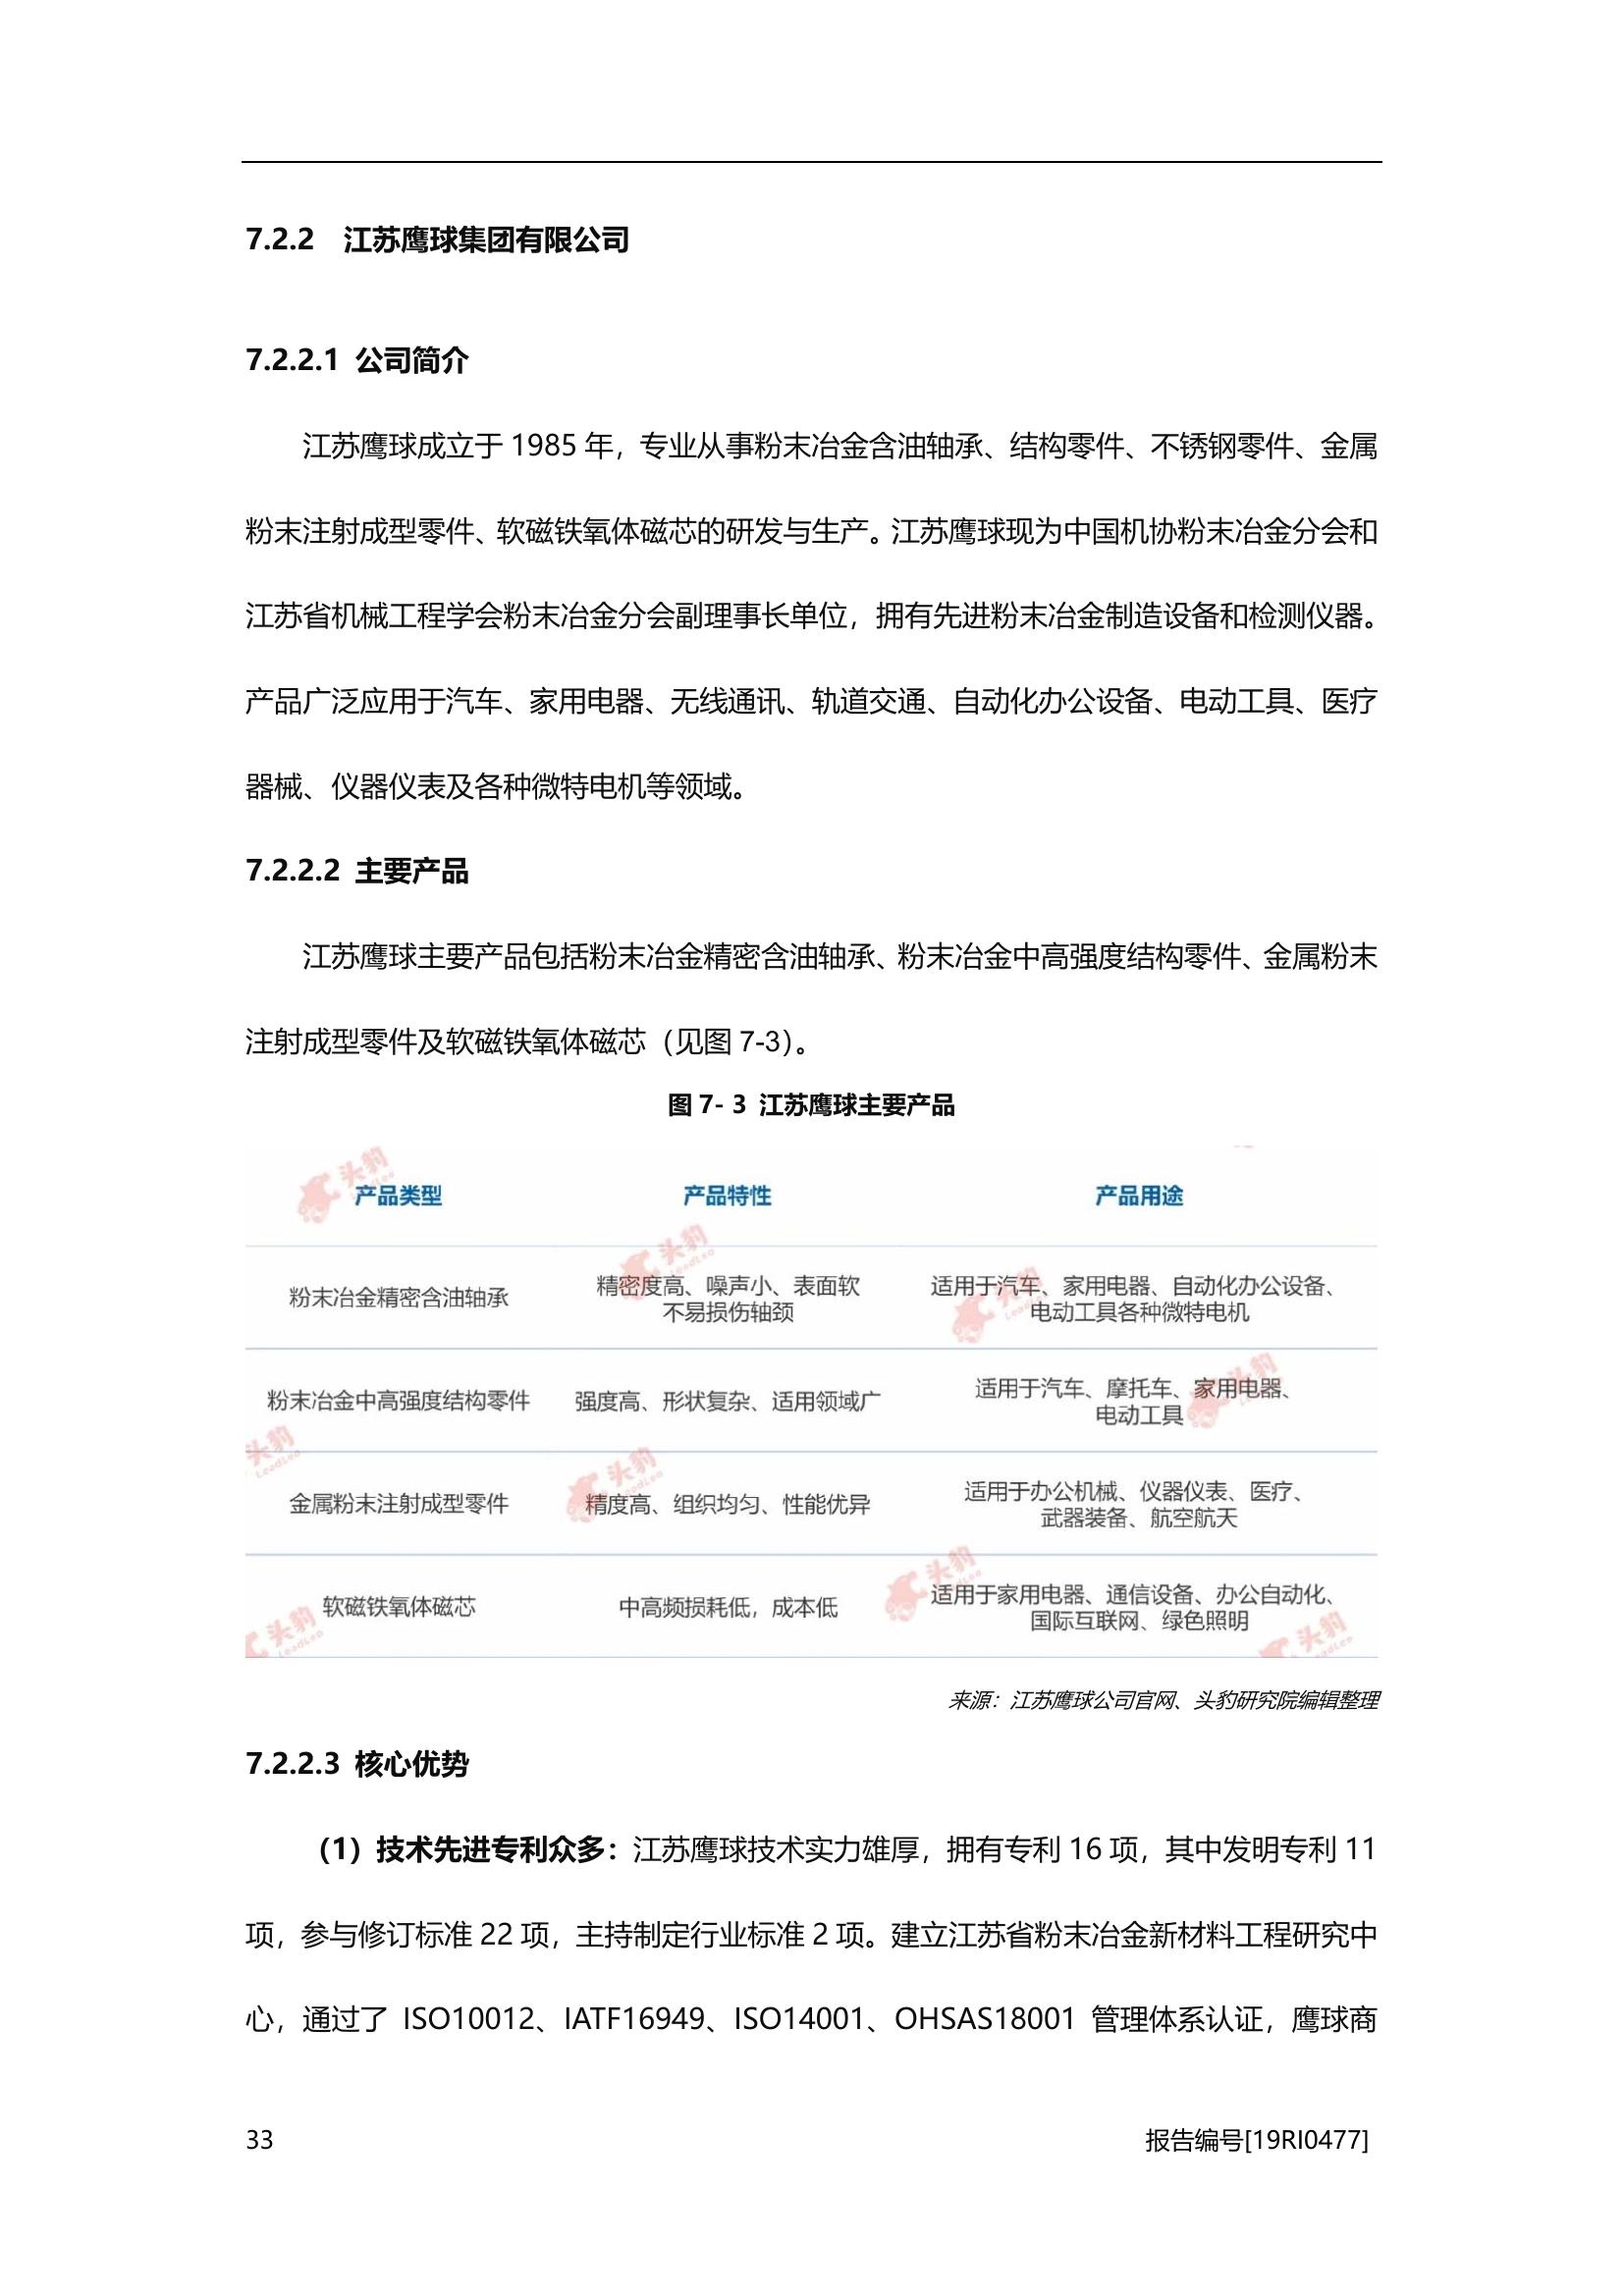 7.2.2 江苏鹰球集团有限公司
7.2.2.1 公司简介
江苏鹰球成立于 1985 年，专业从事粉末冶金含油轴承、结构零件、不锈钢零件、金属
粉末注射成型零件、软磁铁氧体磁芯的研发与生产。江苏鹰球现为中国机协粉末冶金分会和
江苏省机械工程学会粉末冶金分会副理事长单位，拥有先进粉末冶金制造设备和检测仪器。
产品广泛应用于汽车、家用电器、无线通讯、轨道交通、自动化办公设备、电动工具、医疗
器械、仪器仪表及各种微特电机等领域。
7.2.2.2 主要产品
江苏鹰球主要产品包括粉末冶金精密含油轴承、粉末冶金中高强度结构零件、金属粉末
注射成型零件及软磁铁氧体磁芯（见图 7-3）。
图 7- 3 江苏鹰球主要产品
产品类型 产品特性 产品用途
粉末冶金精密含油轴承
精密度高、噪声小、表面软
不易损伤轴颈
适用于汽车、家用电器、自动化办公设备、
电动工具各种微特电机
粉末冶金中高强度结构零件
强度高、形状复杂、适用领域广
适用于汽车、摩托车、家用电器、
电动工具
金属粉末注射成型零件
精度高、组织均匀、性能优异
适用于办公机械、仪器仪表、医疗、
武器装备、航空航天
软磁铁氧体磁芯
中高频损耗低，成本低
适用于家用电器、通信设备、办公自动化、
国际互联网、绿色照明
头豹
LeadLeo
头豹
LeadLeo
头豹
LeadLeo
头豹
头豹
LeadLeo
头豹
LeadLeo
头豹
LeadLeo
头豹
LeadLeo
头豹
LeadLeo
来源：江苏鹰球公司官网、头豹研究院编辑整理
7.2.2.3 核心优势
（1）技术先进专利众多：江苏鹰球技术实力雄厚，拥有专利 16 项，其中发明专利 11
项，参与修订标准 22 项，主持制定行业标准 2 项。建立江苏省粉末冶金新材料工程研究中
心，通过了 ISO10012、IATF16949、ISO14001、OHSAS18001 管理体系认证，鹰球商
33 报告编号[19RI0477]